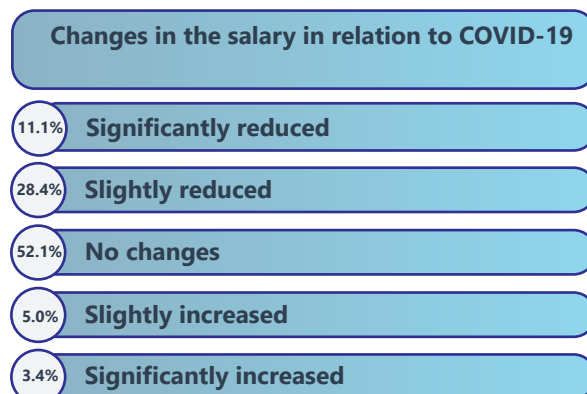 Changes in the salary in relation to COVID-19
11.1% Significantly reduced
28.4% Slightly reduced
52.1% No changes
5.0% Slightly increased
3.4% Significantly increased